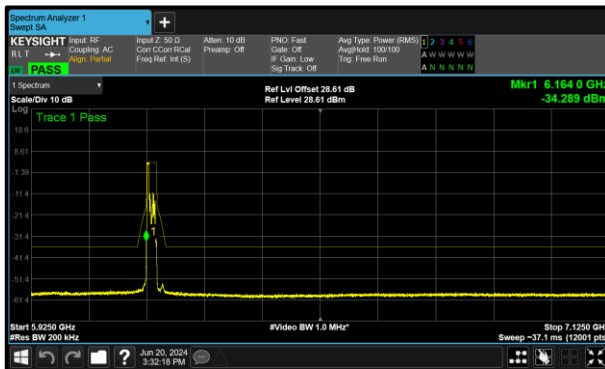 Spectrum Analyzer 1
Swept SA
KEYSIGHT
RLT
PASS
Input: RF
Coupling: AC
Align: Partial
Input Z: 50 Ω
Corr CCorr RCal
Freq Ref: Int (S)
Atten: 10 dB
Preamp: Off
PNO: Fast
Gate: Off
IF Gain: Low
Sig Track: Off
Avg Type: Power (RMS)
Avg|Hold: 100/100
Trig: Free Run
1 2 3 4 5 6
A W W W W W
A N N N N N
1 Spectrum
Scale/Div 10 dB
Ref Lvl Offset 28.61 dB
Ref Level 28.61 dBm
Mkr1 6.164 0 GHz
-34.289 dBm
Log
Trace 1 Pass
18.6
8.61
-1.39
-11.4
-21.4
-31.4
-41.4
-51.4
-61.4
1
Start 5.9250 GHz
#Res BW 200 kHz
#Video BW 1.0 MHz*
Stop 7.1250 GHz
Sweep ~37.1 ms (12001 pts)
?
Jun 20, 2024
3:32:18 PM